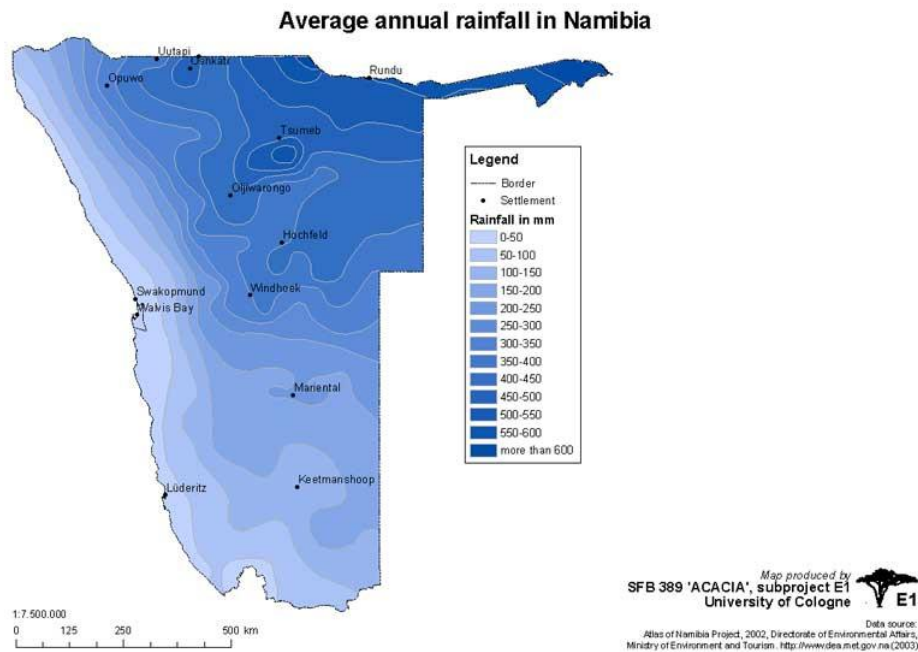 Average annual rainfall in Namibia
Uutapi
Oshkati
Opuwo
Rundu
Tsumeb
Otjiwarongo
Hochfeld
Windhoek
Swakopmund
Walvis Bay
Mariental
Keetmanshoop
Lüderitz
Legend
Border
Settlement
Rainfall in mm
0-50
50-100
100-150
150-200
200-250
250-300
300-350
350-400
400-450
450-500
500-550
550-600
more than 600
1:7.500.000
0 125 250 500 km
Map produced by
SFB 389 'ACACIA', subproject E1
University of Cologne
E1
Data source:
Atlas of Namibia Project, 2002, Directorate of Environmental Affairs,
Ministry of Environment and Tourism. http://www.dea.met.gov.na (2003)